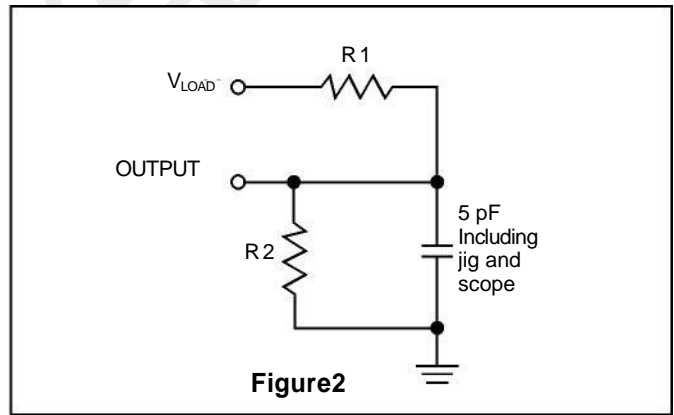 R1
VLOAD
OUTPUT
5 pF
Including
jig and
scope
R2
Figure2